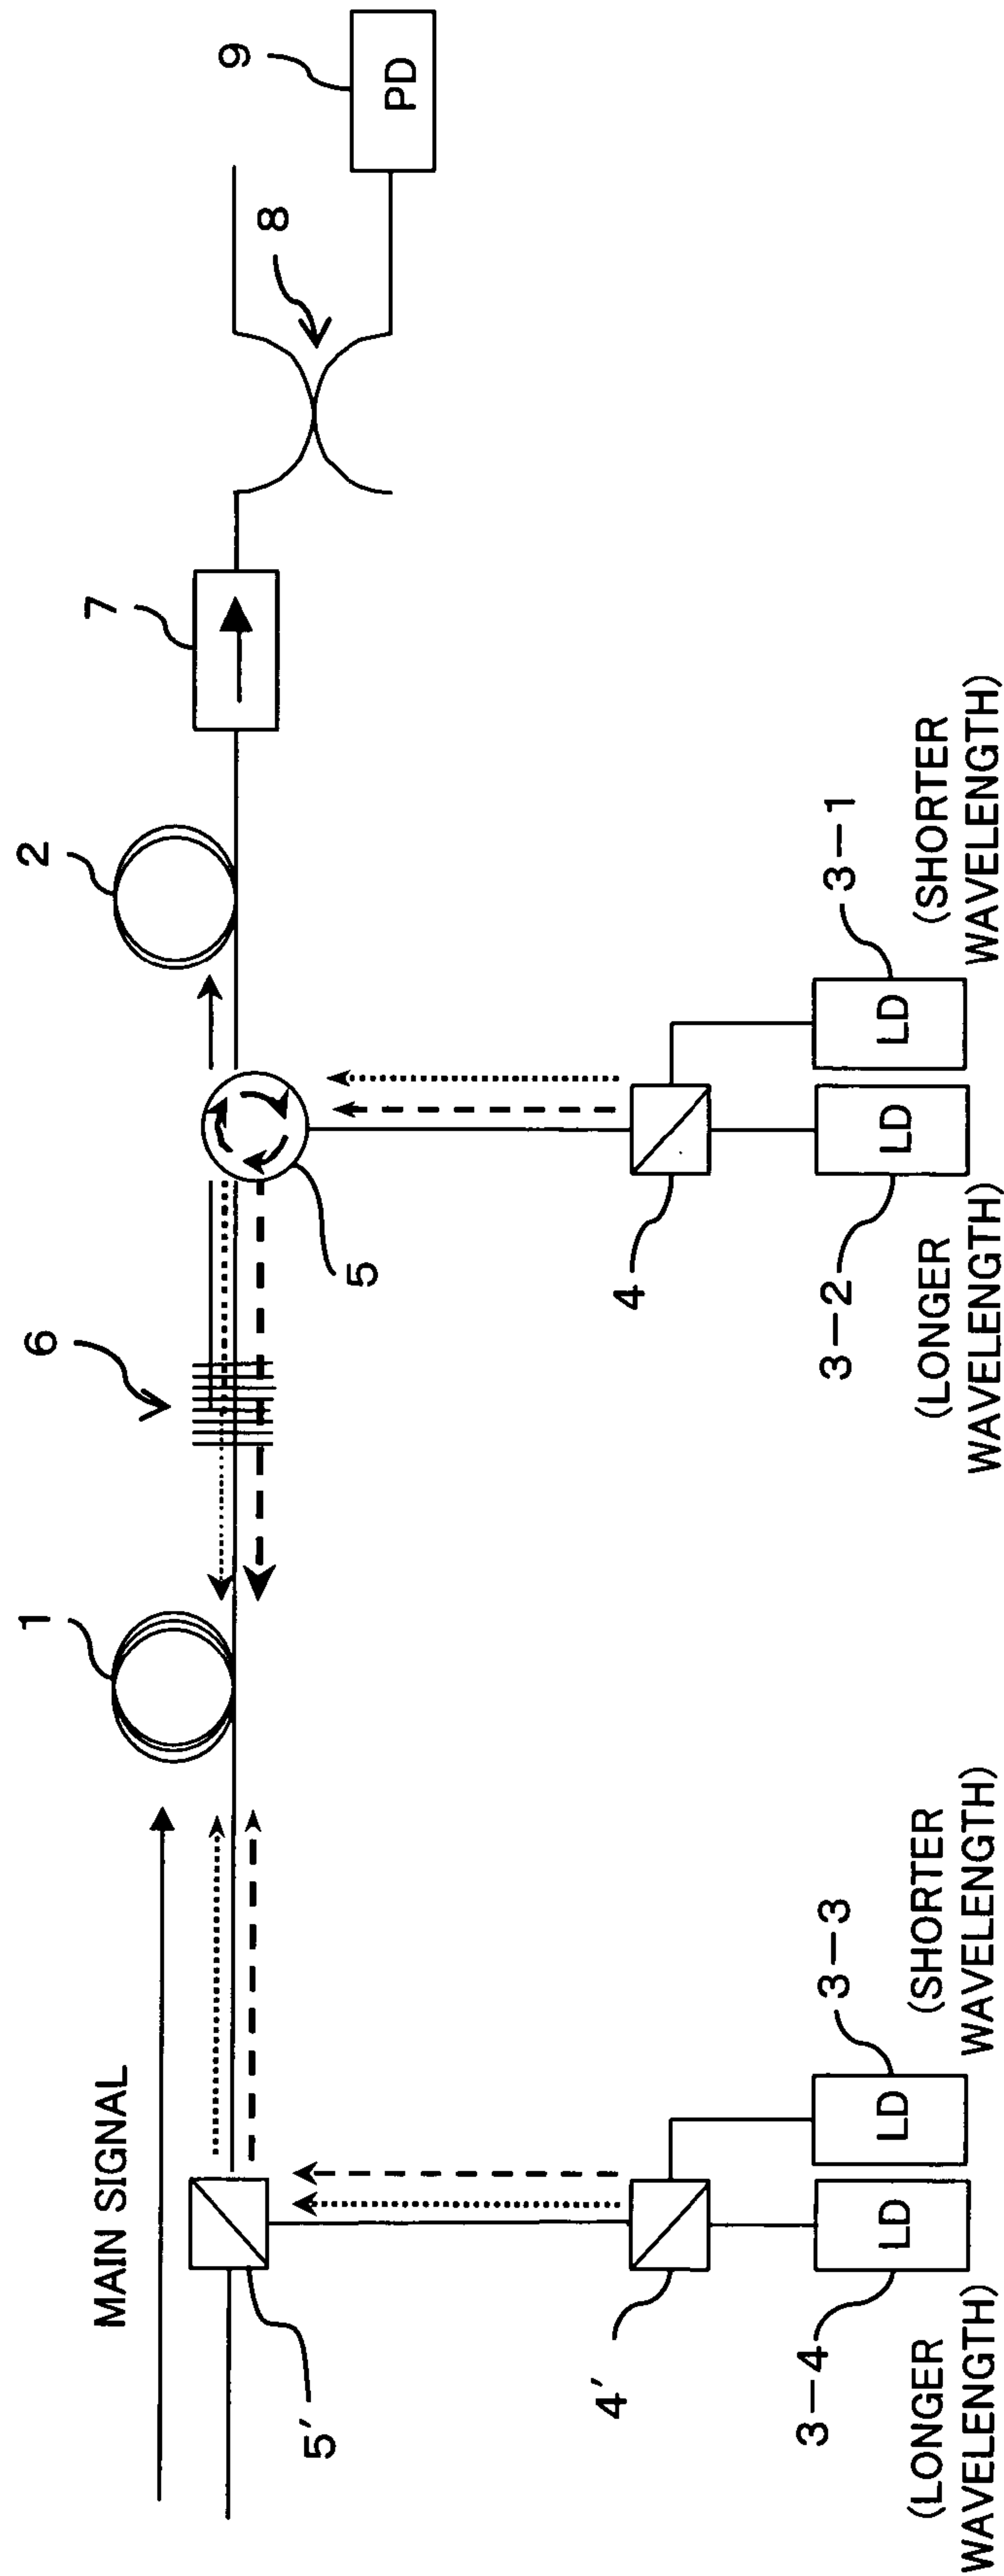 MAIN SIGNAL
1
6
2
7
8
9
PD
5'
5
4'
4
3-4
3-3
3-2
3-1
LD
LD
LD
LD
(LONGER
WAVELENGTH)
(SHORTER
WAVELENGTH)
(LONGER
WAVELENGTH)
(SHORTER
WAVELENGTH)